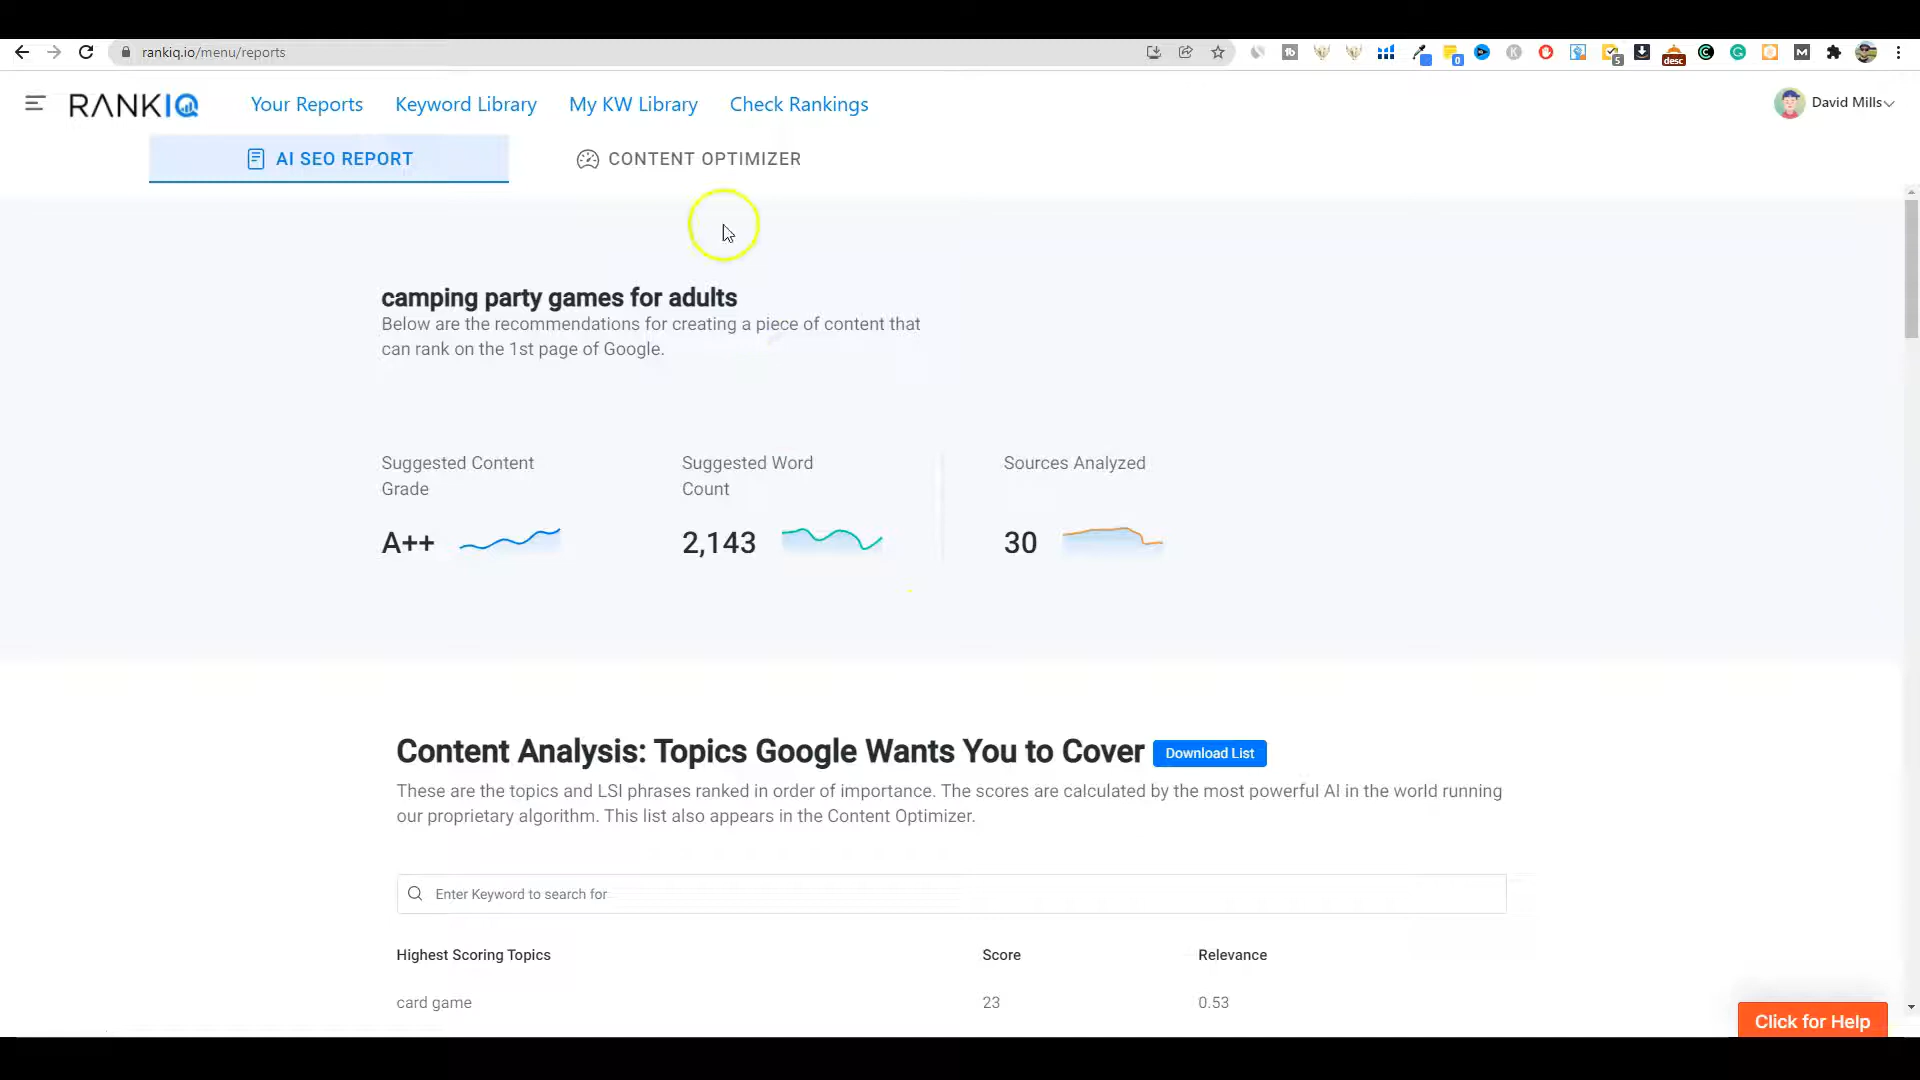 rankiq.io/menu/reports
0
5
desc
RANKIQ
Your Reports
Keyword Library
My KW Library
Check Rankings
David Mills
AI SEO REPORT
CONTENT OPTIMIZER
camping party games for adults
Below are the recommendations for creating a piece of content that
can rank on the 1st page of Google.
Suggested Content
Grade
A++
Suggested Word
Count
2,143
Sources Analyzed
30
Content Analysis: Topics Google Wants You to Cover
Download List
These are the topics and LSI phrases ranked in order of importance. The scores are calculated by the most powerful AI in the world running
our proprietary algorithm. This list also appears in the Content Optimizer.
Enter Keyword to search for
Highest Scoring Topics
Score
Relevance
card game
23
0.53
Click for Help